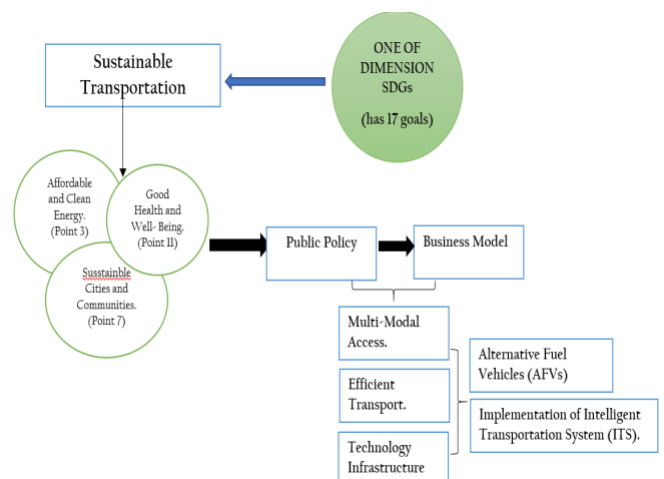 Sustainable
Transportation
ONE OF
DIMENSION
SDGs
(has 17 goals)
Affordable
and Clean
Energy.
(Point 3)
Good
Health and
Well- Being.
(Point 11)
Susstainble
Cities and
Communities.
(Point 7)
Public Policy
Business Model
Multi-Modal
Access.
Efficient
Transport.
Technology
Infrastructure
Alternative Fuel
Vehicles (AFVs)
Implementation of Intelligent
Transportation System (ITS).